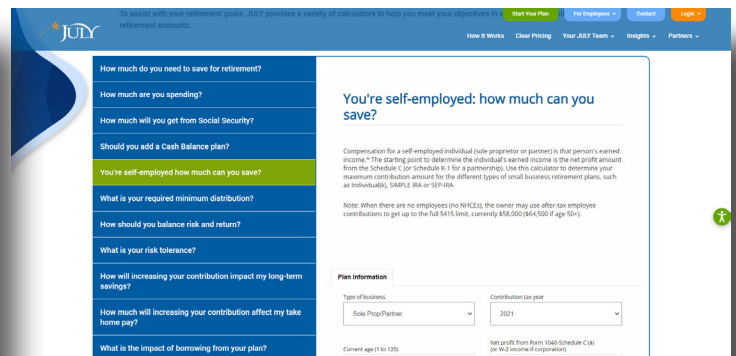 To assist with your retirement goals, JULY provides a variety of calculators to help you meet your objectives in
retirement accounts.
Start Your Plan
For Employees
Contact
Login
JULY
How It Works
Clear Pricing
Your JULY Team
Insights
Partners
How much do you need to save for retirement?
How much are you spending?
How much will you get from Social Security?
Should you add a Cash Balance plan?
You're self-employed how much can you save?
What is your required minimum distribution?
How should you balance risk and return?
What is your risk tolerance?
How will increasing your contribution impact my long-term
savings?
How much will increasing your contribution affect my take
home pay?
What is the impact of borrowing from your plan?
You're self-employed: how much can you
save?
Compensation for a self-employed individual (sole proprietor or partner) is that person's earned
income.* The starting point to determine the individual's earned income is the net profit amount
from the Schedule C (or Schedule K-1 for a partnership). Use this calculator to determine your
maximum contribution amount for the different types of small business retirement plans, such
as Individual(k), SIMPLE IRA or SEP-IRA.
Note: When there are no employees (no NHCEs), the owner may use after-tax employee
contributions to get up to the full §415 limit, currently $58,000 ($64,500 if age 50+).
Plan Information
Type of business
Sole Prop/Partner
Contribution tax year
2021
Current age (1 to 120)
Net profit from Form 1040-Schedule C ($)
(or W-2 income if corporation)